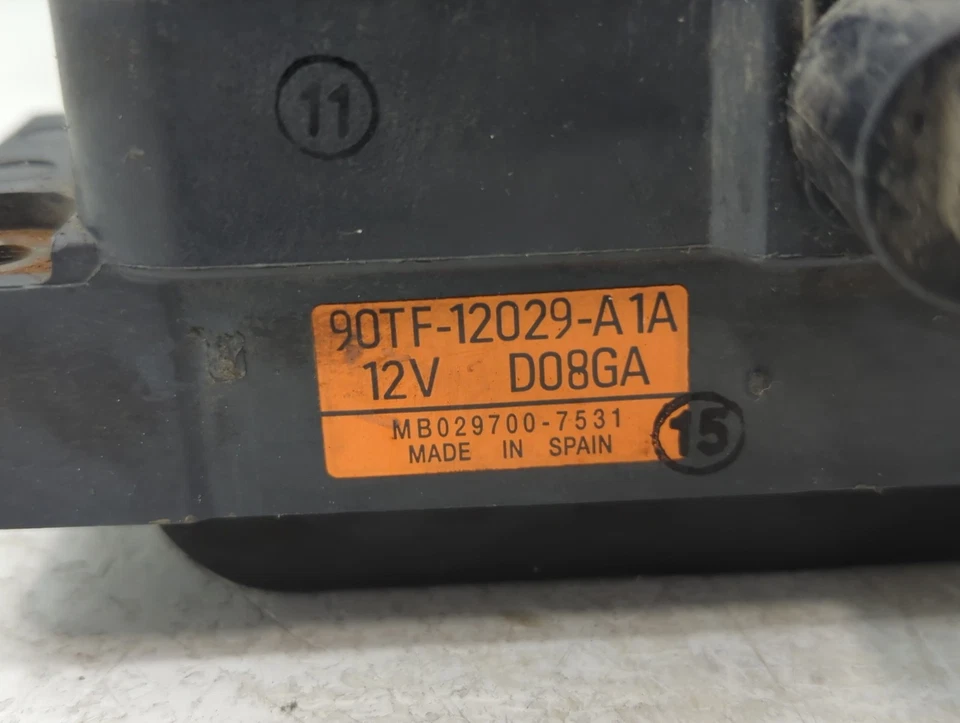 11
90TF-12029-A1A
12V D08GA
MB029700-7531
MADE IN SPAIN
15